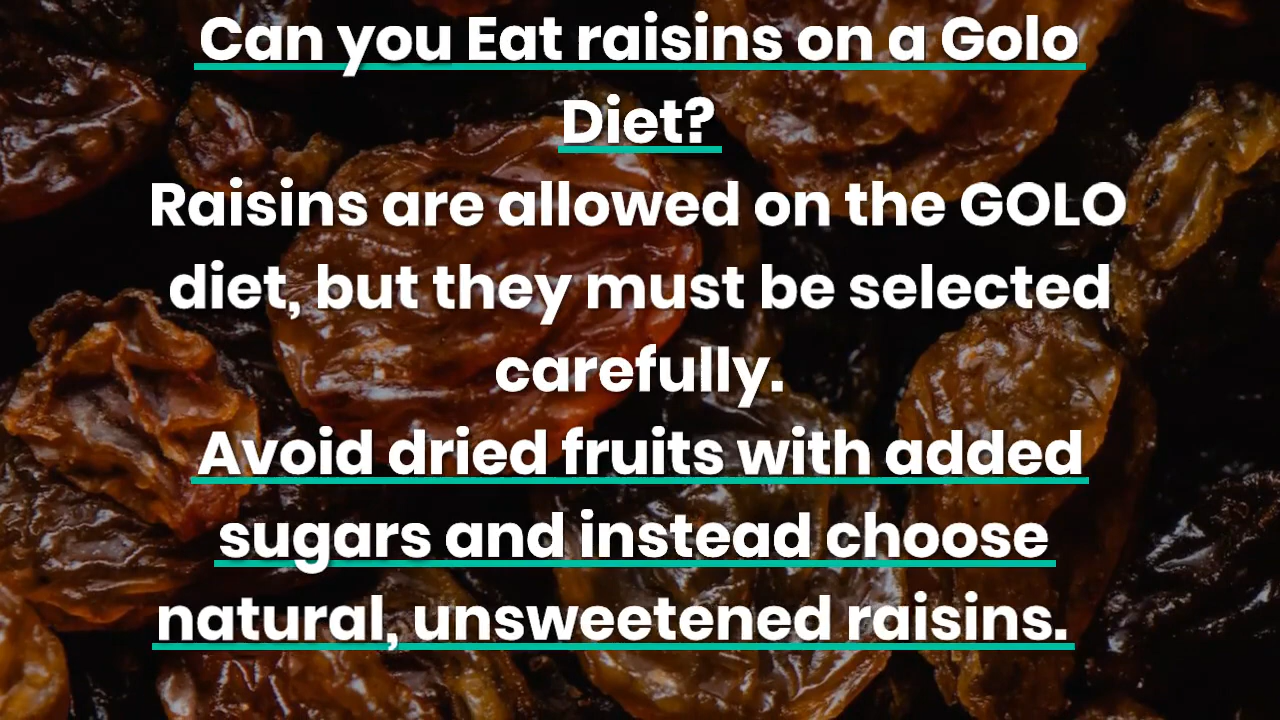 Can you Eat raisins on a Golo
Diet?
Raisins are allowed on the GOLO
diet, but they must be selected
carefully.
Avoid dried fruits with added
sugars and instead choose
natural, unsweetened raisins.